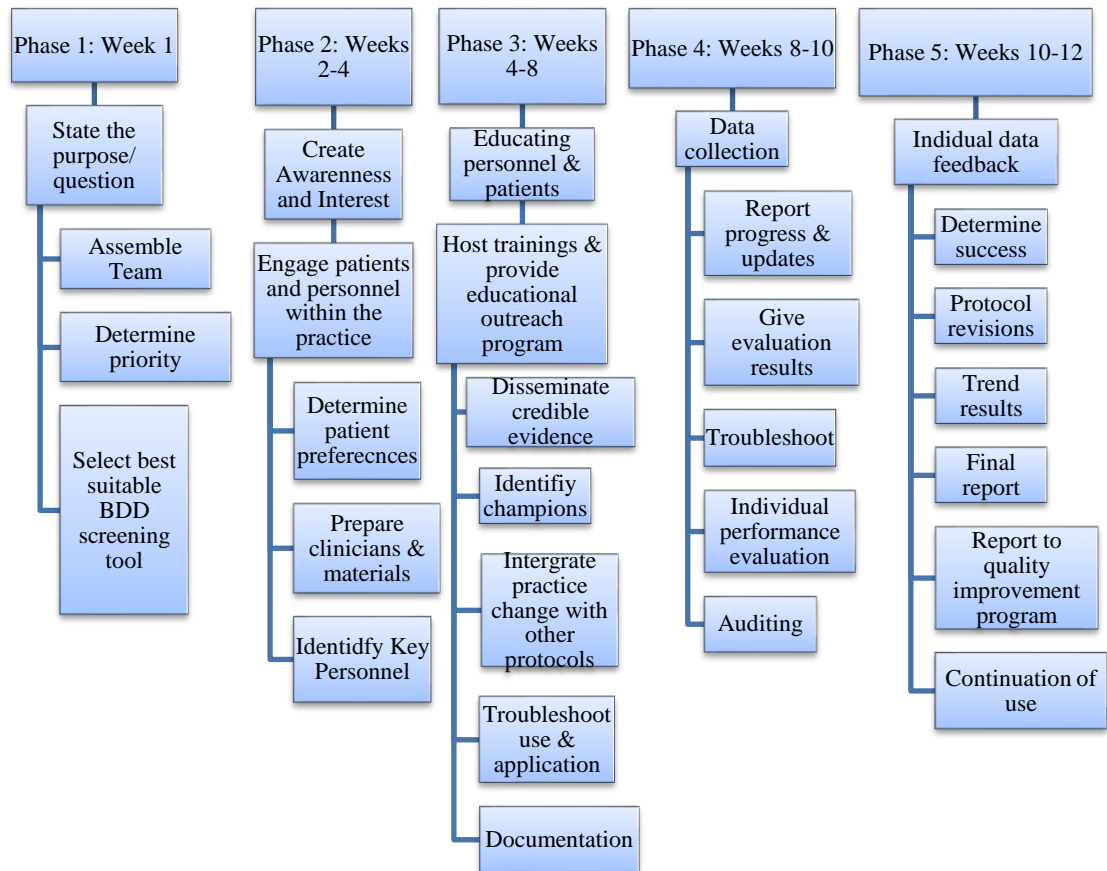 Phase 1: Week 1
State the
purpose/
question
Assemble
Team
Determine
priority
Select best
suitable
BDD
screening
tool
Phase 2: Weeks
2-4
Create
Awareness and
Interest
Engage patients
and personnel
within the
practice
Determine
patient
preferecnces
Prepare
clinicians &
materials
Identidfy Key
Personnel
Phase 3: Weeks
4-8
Educating
personnel &
patients
Host trainings &
provide
educational
outreach
program
Disseminate
credible
evidence
Identifiy
champions
Intergrate
practice
change with
other
protocols
Troubleshoot
use &
application
Documentation
Phase 4: Weeks 8-10
Data
collection
Report
progress &
updates
Give
evaluation
results
Troubleshoot
Individual
performance
evaluation
Auditing
Phase 5: Weeks 10-12
Indidual data
feedback
Determine
success
Protocol
revisions
Trend
results
Final
report
Report to
quality
improvement
program
Continuation of
use